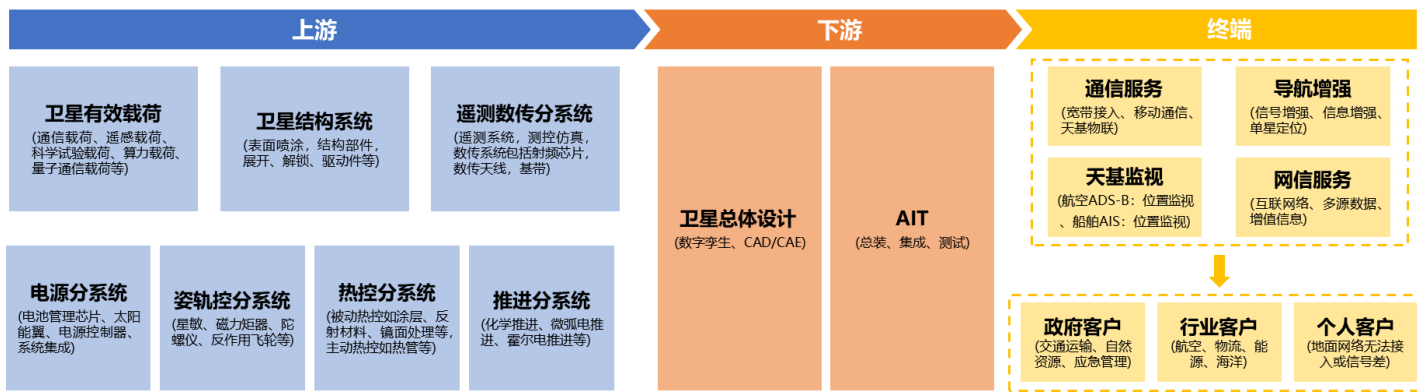 上游
下游
终端
卫星有效载荷
(通信载荷、遥感载荷、
科学试验载荷、算力载荷、
量子通信载荷等)
卫星结构系统
(表面喷涂，结构部件，
展开、解锁、驱动件等)
遥测数传分系统
(遥测系统，测控仿真，
数传系统包括射频芯片，
数传天线，基带)
电源分系统
(电池管理芯片、太阳
能翼、电源控制器、
系统集成)
姿轨控分系统
(星敏、磁力矩器、陀
螺仪、反作用飞轮等)
热控分系统
(被动热控如涂层、反
射材料、镜面处理等，
主动热控如热管等)
推进分系统
(化学推进、微弧电推
进、霍尔电推进等)
卫星总体设计
(数字孪生、CAD/CAE)
AIT
(总装、集成、测试)
通信服务
(宽带接入、移动通信、
天基物联)
导航增强
(信号增强、信息增强、
单星定位)
天基监视
(航空ADS-B：位置监视
、船舶AIS：位置监视)
网信服务
(互联网络、多源数据、
增值信息)
政府客户
(交通运输、自然
资源、应急管理)
行业客户
(航空、物流、能
源、海洋)
个人客户
(地面网络无法接
入或信号差)